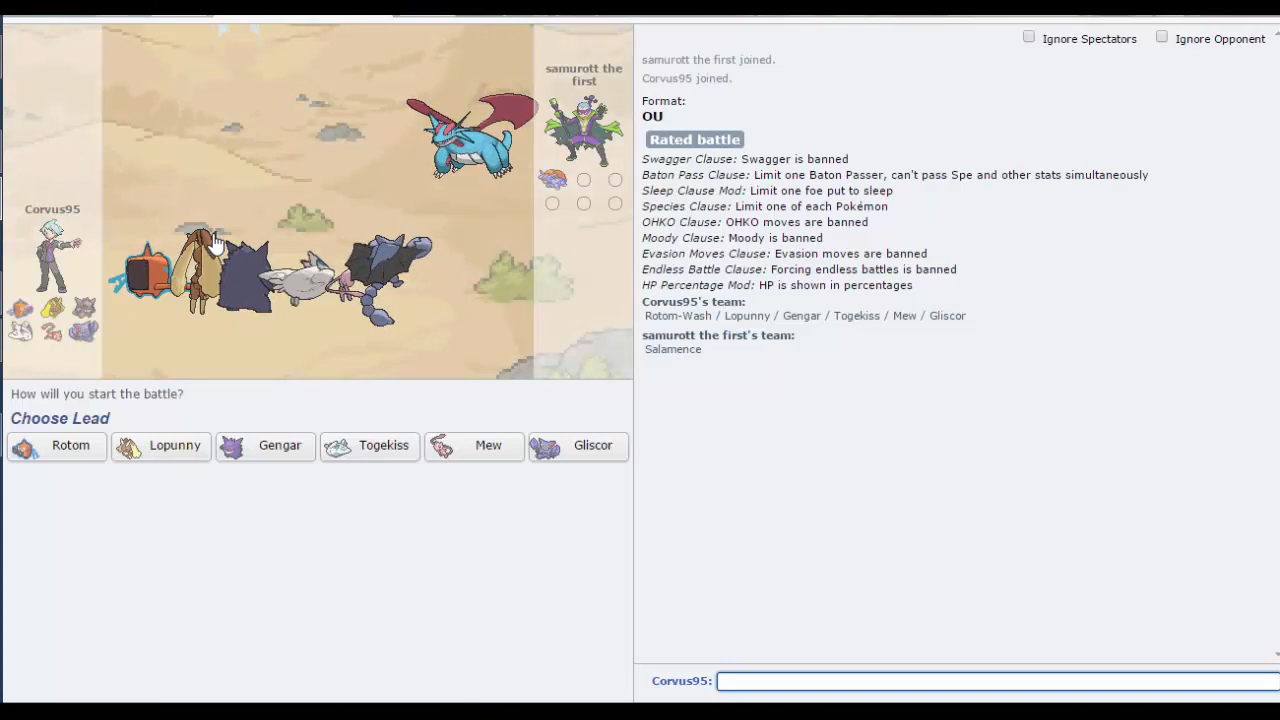 Ignore Spectators
Ignore Opponent
samurott the first joined.
Corvus95 joined.
Format:
OU
Rated battle
Swagger Clause: Swagger is banned
Baton Pass Clause: Limit one Baton Passer, can't pass Spe and other stats simultaneously
Sleep Clause Mod: Limit one foe put to sleep
Species Clause: Limit one of each Pokémon
OHKO Clause: OHKO moves are banned
Moody Clause: Moody is banned
Evasion Moves Clause: Evasion moves are banned
Endless Battle Clause: Forcing endless battles is banned
HP Percentage Mod: HP is shown in percentages
Corvus95's team:
Rotom-Wash / Lopunny / Gengar / Togekiss / Mew / Gliscor
samurott the first's team:
Salamence
samurott the
first
Corvus95
How will you start the battle?
Choose Lead
Rotom
Lopunny
Gengar
Togekiss
Mew
Gliscor
Corvus95: